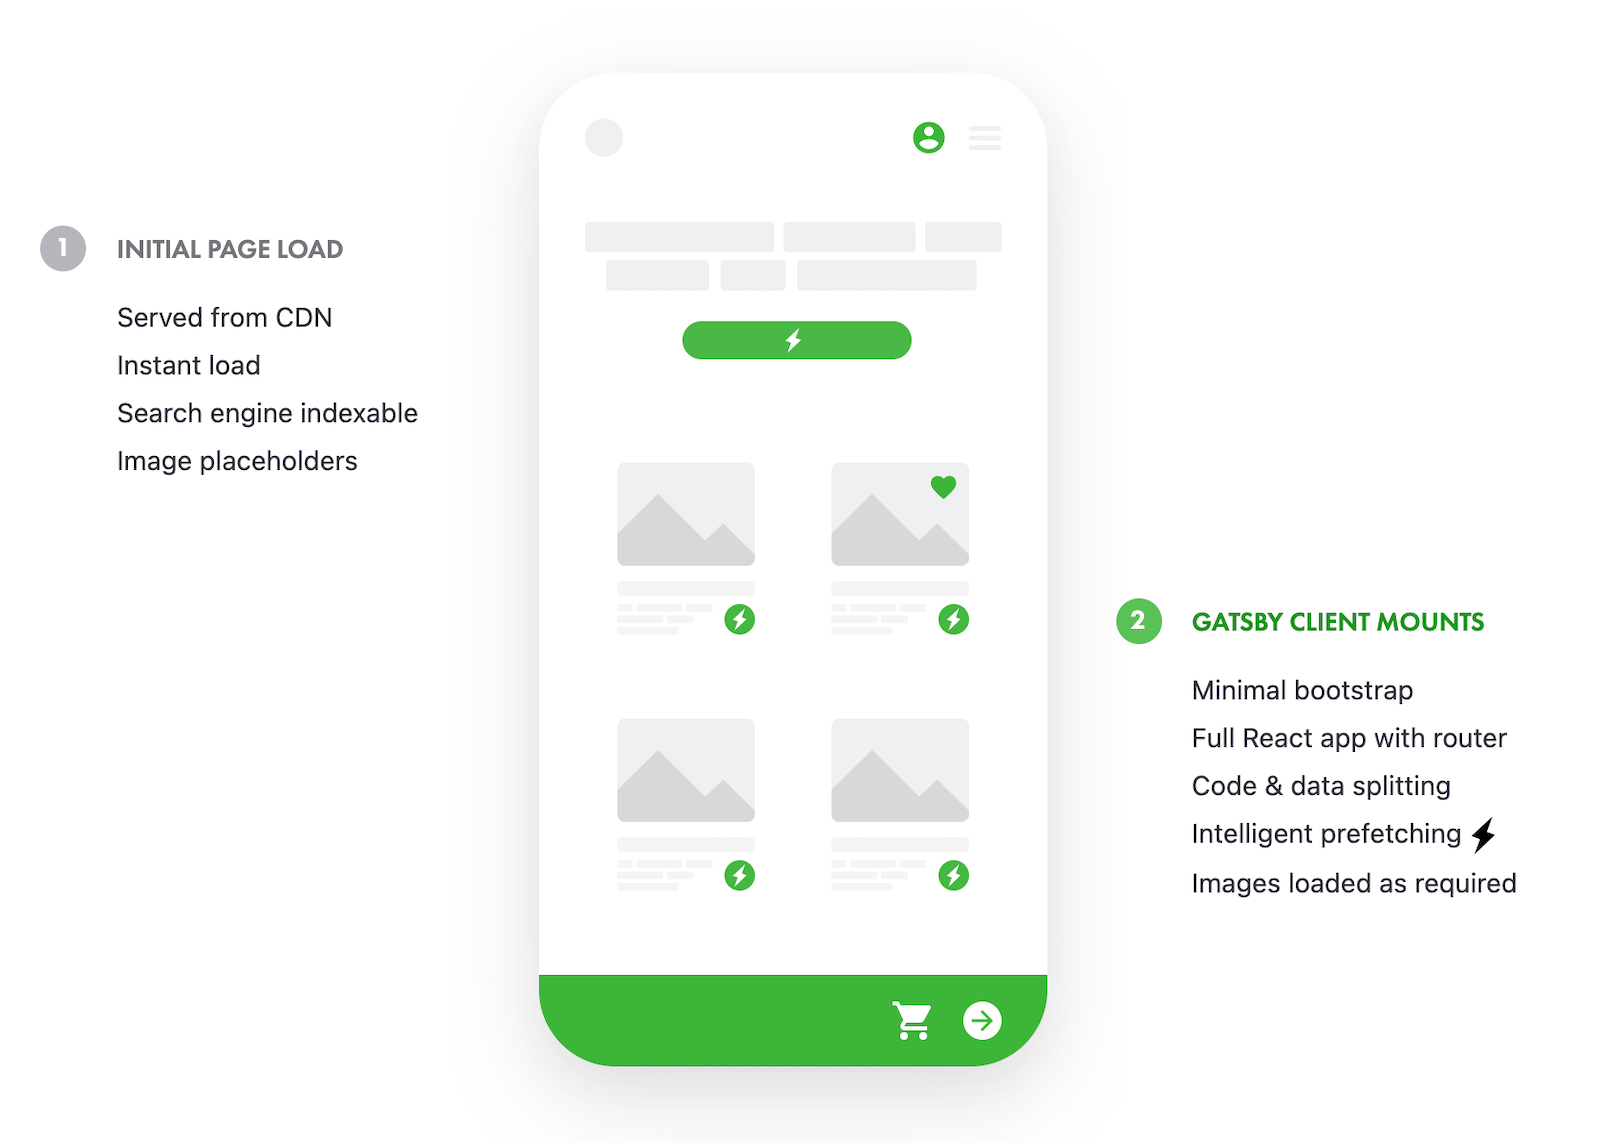 1
INITIAL PAGE LOAD
Served from CDN
Instant load
Search engine indexable
Image placeholders
2
GATSBY CLIENT MOUNTS
Minimal bootstrap
Full React app with router
Code & data splitting
Intelligent prefetching
Images loaded as required